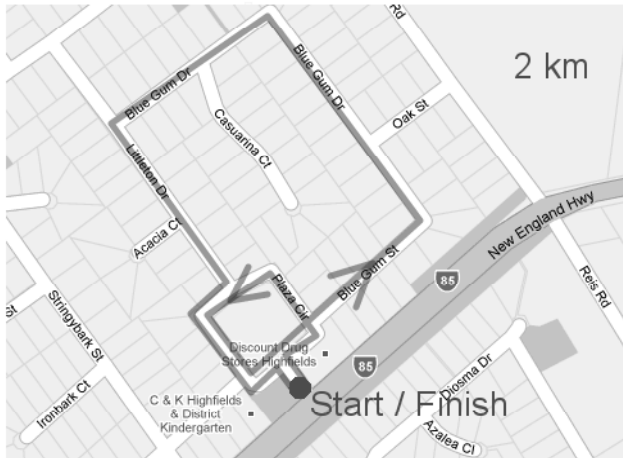 Rd
2 km
Blue Gum Dr
Blue Gum Dr
Oak St
Casuarina Ct
Littleton Dr
New England Hwy
Acacia Ct
Blue Gum St
85
Plaza Cir
Reis Rd
St
Stringybark St
Discount Drug
Stores Highfields
85
Diosma Dr
Ironbark Ct
C & K Highfields
& District
Kindergarten
Start / Finish
Azalea Cl